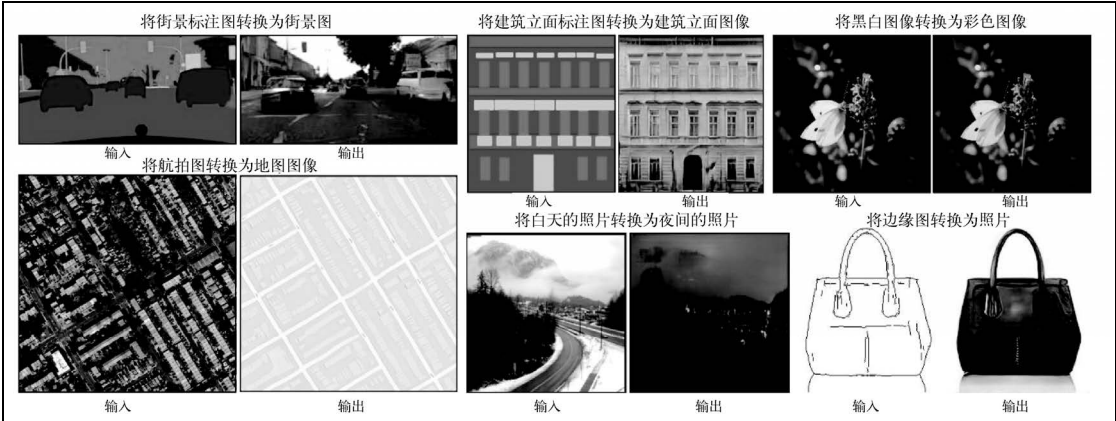 将街景标注图转换为街景图
输入
输出
将建筑立面标注图转换为建筑立面图像
输入
输出
将黑白图像转换为彩色图像
输入
输出
将航拍图转换为地图图像
输入
输出
将白天的照片转换为夜间的照片
输入
输出
将边缘图转换为照片
输入
输出